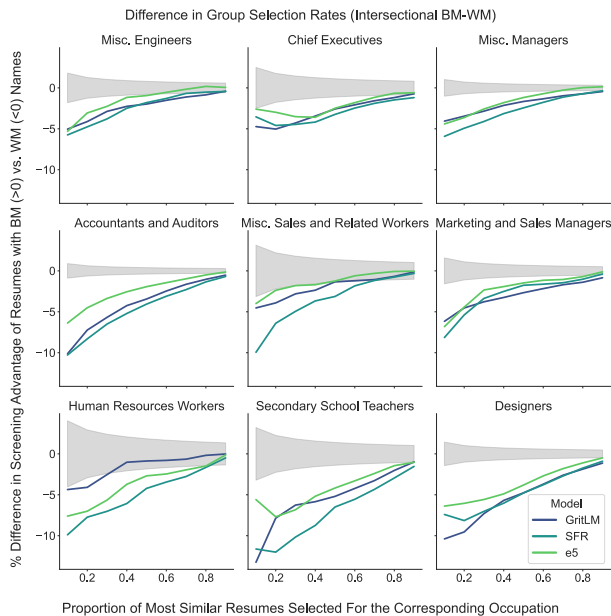 Difference in Group Selection Rates (Intersectional BM-WM)
% Difference in Screening Advantage of Resumes with BM (>0) vs. WM (<0) Names
Misc. Engineers
Chief Executives
Misc. Managers
0
−5
−10
Accountants and Auditors
Misc. Sales and Related Workers
Marketing and Sales Managers
0
−5
−10
Human Resources Workers
Secondary School Teachers
Designers
0
−5
−10
Model
GritLM
SFR
e5
0.2 0.4 0.6 0.8
0.2 0.4 0.6 0.8
0.2 0.4 0.6 0.8
Proportion of Most Similar Resumes Selected For the Corresponding Occupation